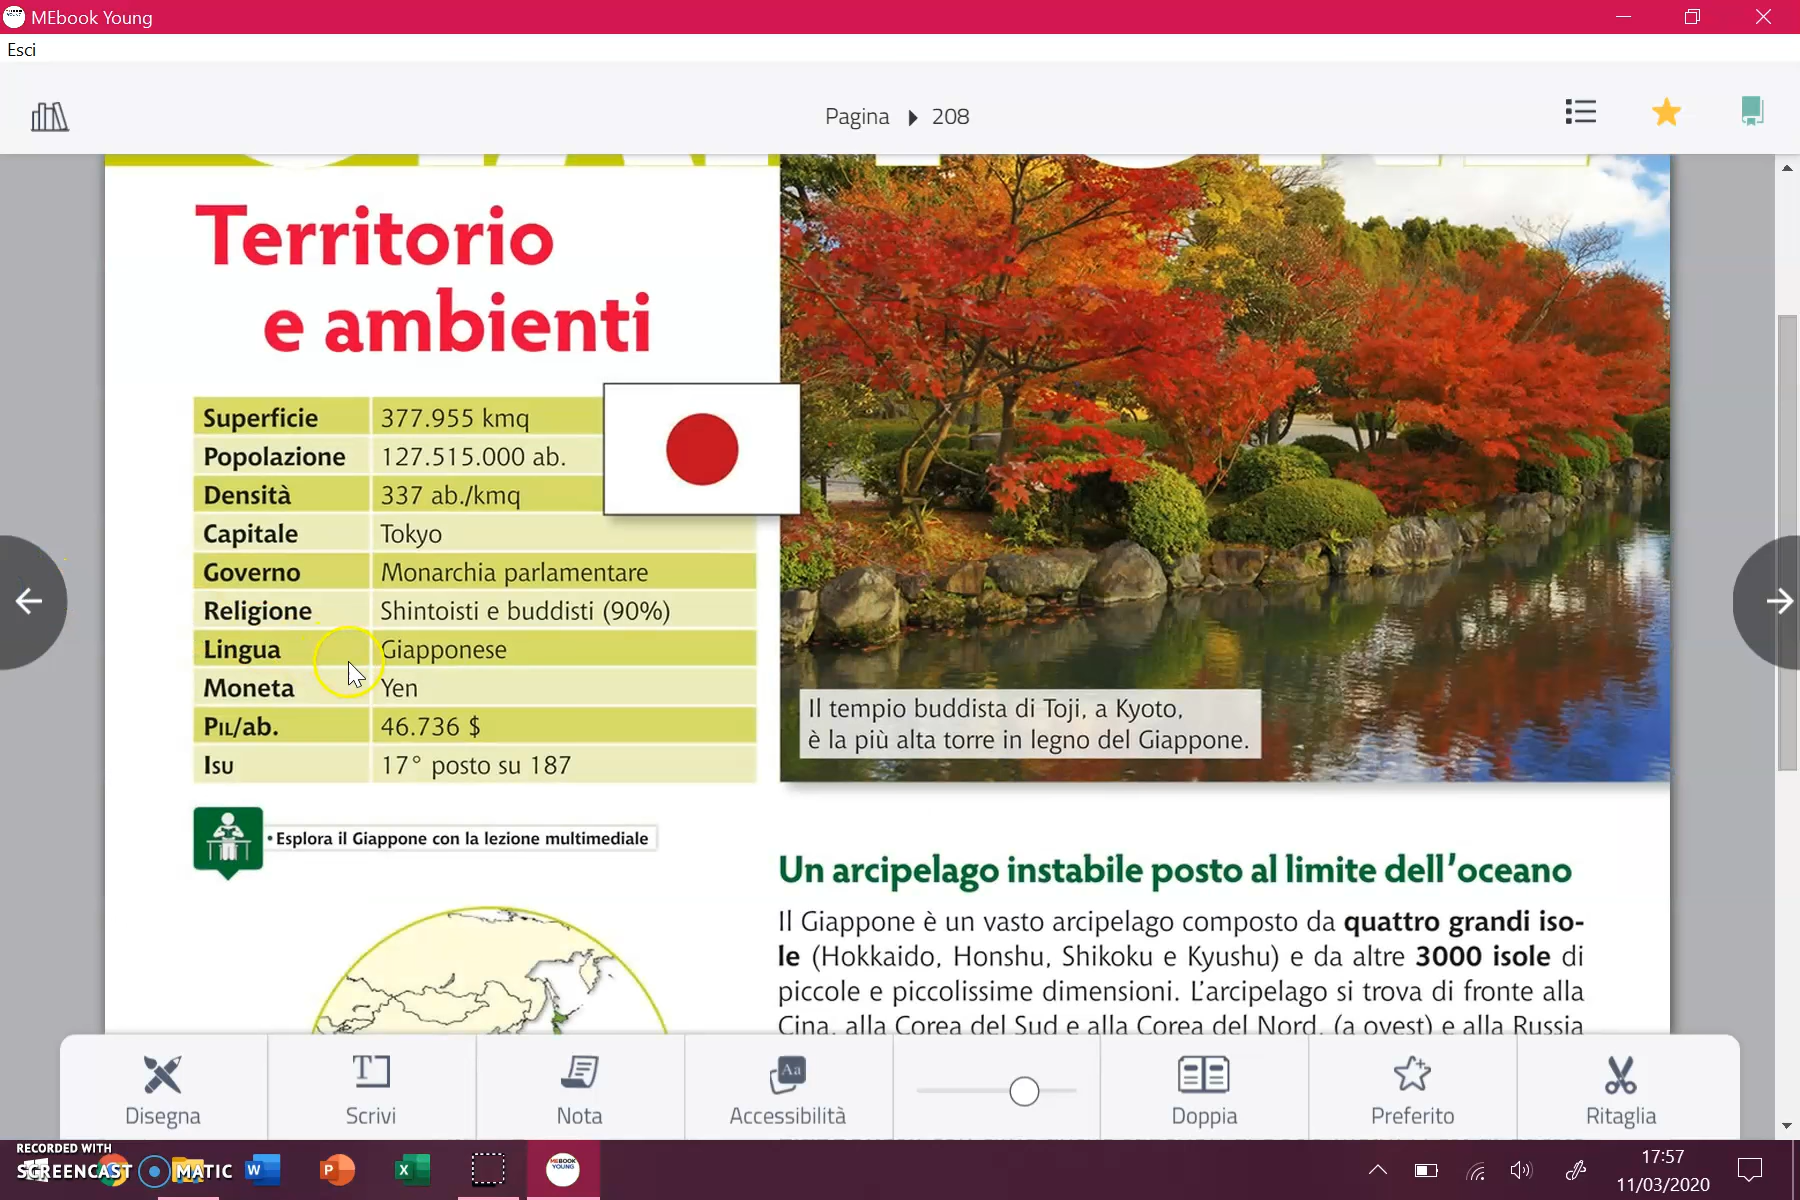 MEbook Young
Esci
Pagina 208
Territorio
e ambienti
Superficie 377.955 kmq
Popolazione 127.515.000 ab.
Densità 337 ab./kmq
Capitale Tokyo
Governo Monarchia parlamentare
Religione Shintoisti e buddisti (90%)
Lingua Giapponese
Moneta Yen
PIL/ab. 46.736 $
ISU 17° posto su 187
Il tempio buddista di Toji, a Kyoto,
è la più alta torre in legno del Giappone.
• Esplora il Giappone con la lezione multimediale
Un arcipelago instabile posto al limite dell'oceano
Il Giappone è un vasto arcipelago composto da quattro grandi iso-
le (Hokkaido, Honshu, Shikoku e Kyushu) e da altre 3000 isole di
piccole e piccolissime dimensioni. L'arcipelago si trova di fronte alla
Cina, alla Corea del Sud e alla Corea del Nord, (a ovest) e alla Russia
Disegna
Scrivi
Nota
Aa
Accessibilità
Doppia
Preferito
Ritaglia
RECORDED WITH
SCREENCAST MATIC
W
P
X
MEBOOK
YOUNG
17:57
11/03/2020